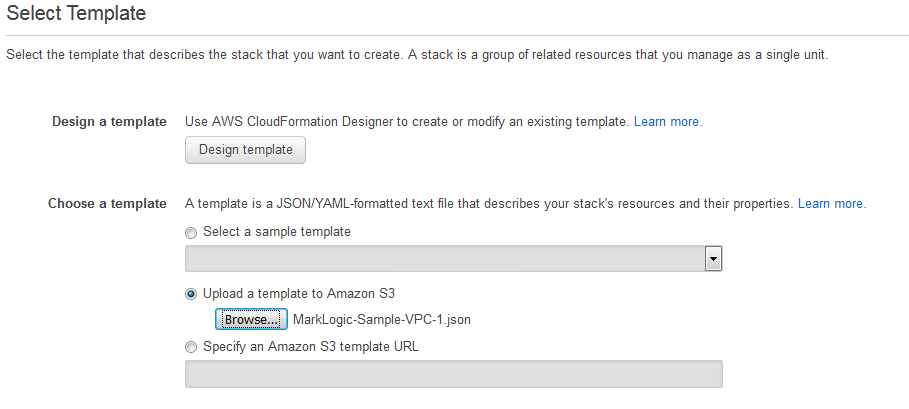 Select Template
Select the template that describes the stack that you want to create. A stack is a group of related resources that you manage as a single unit.
Design a template
Use AWS CloudFormation Designer to create or modify an existing template. Learn more.
Design template
Choose a template
A template is a JSON/YAML-formatted text file that describes your stack's resources and their properties. Learn more.
Select a sample template
Upload a template to Amazon S3
Browse... MarkLogic-Sample-VPC-1.json
Specify an Amazon S3 template URL